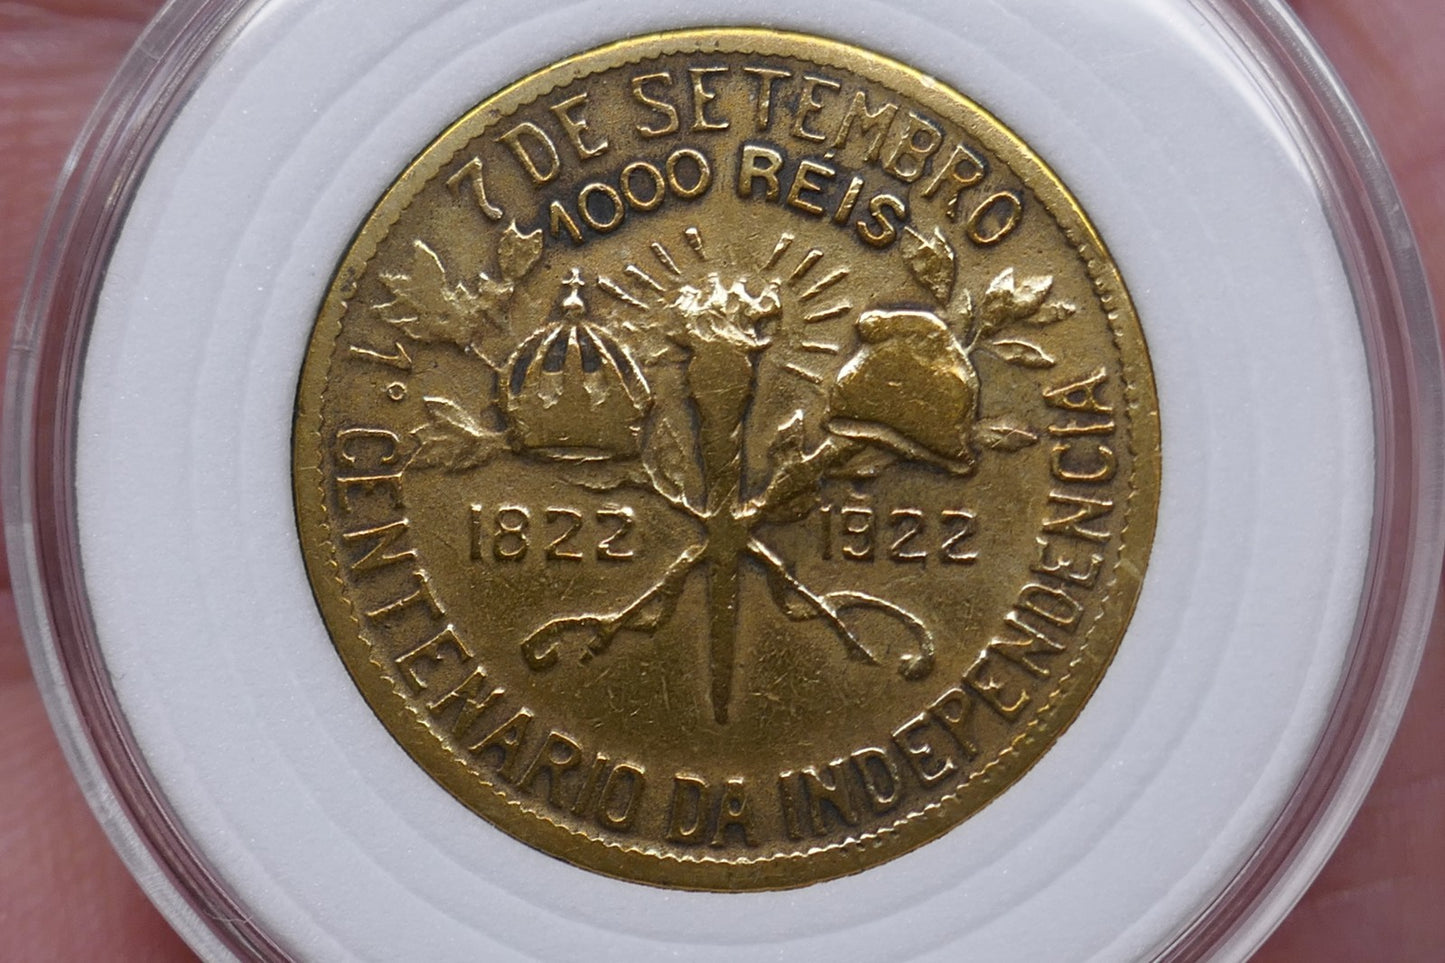 7 DE SETEMBRO
1000 RÉIS
1822 1922
1º CENTENARIO DA INDEPENDENCIA